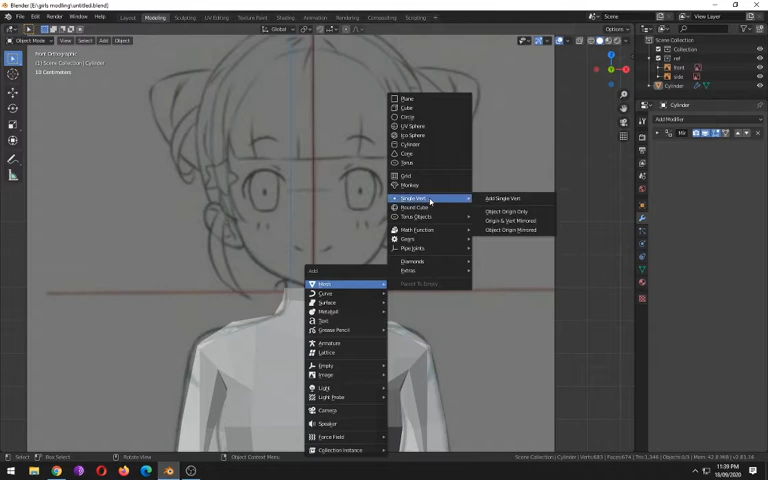 Blender [E:\girls modlling\untitled.blend]
File Edit Render Window Help Layout Modeling Sculpting UV Editing Texture Paint Shading Animation Rendering Compositing Scripting Scene View Layer
Global Options
Object Mode View Select Add Object
Front Orthographic
(1) Scene Collection | Cylinder
10 Centimeters
Scene Collection
Collection
ref
front
side
Cylinder
Cylinder
Add Modifier
Mir
Plane
Cube
Circle
UV Sphere
Ico Sphere
Cylinder
Cone
Torus
Grid
Monkey
Single Vert
Round Cube
Torus Objects
Math Function
Gears
Pipe Joints
Diamonds
Extras
Parent To Empty
Add Single Vert
Object Origin Only
Origin & Vert Mirrored
Object Origin Mirrored
Add
Mesh
Curve
Surface
Metaball
Text
Grease Pencil
Armature
Lattice
Empty
Image
Light
Light Probe
Camera
Speaker
Force Field
Collection Instance
Select Box Select Rotate View Object Context Menu
11:39 PM
18/09/2020